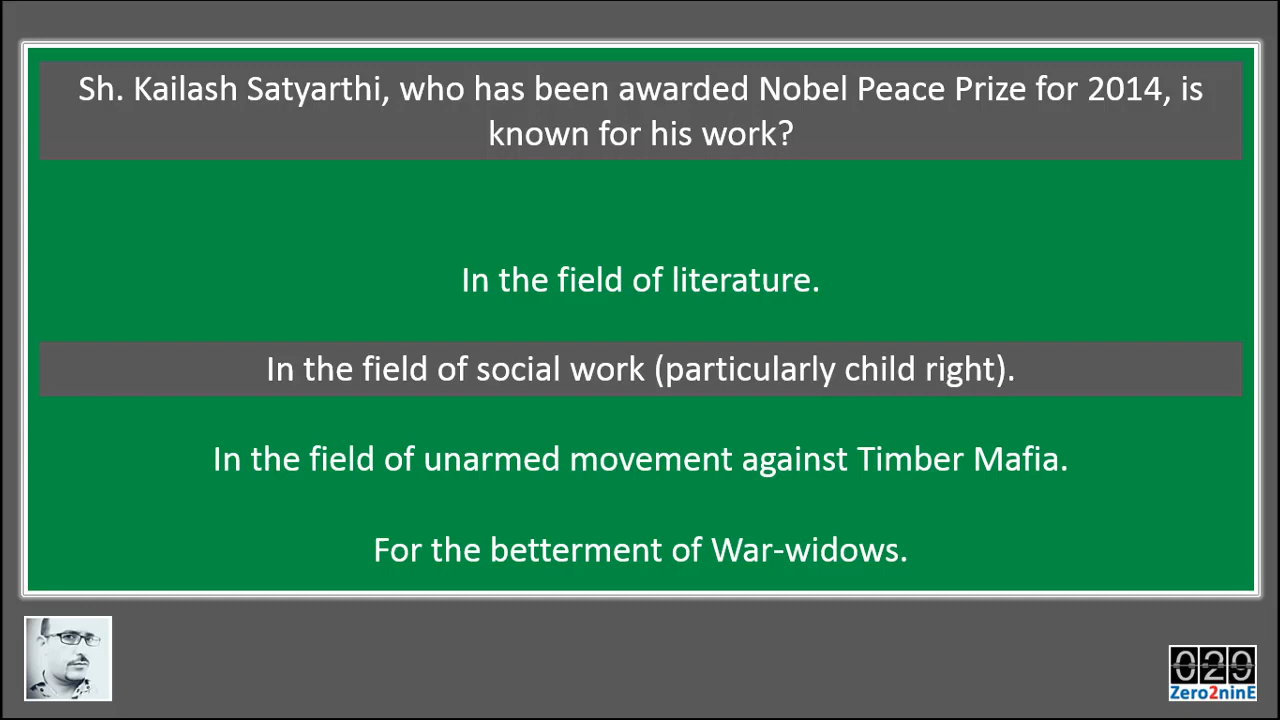 Sh. Kailash Satyarthi, who has been awarded Nobel Peace Prize for 2014, is
known for his work?
In the field of literature.
In the field of social work (particularly child right).
In the field of unarmed movement against Timber Mafia.
For the betterment of War-widows.
029
Zero2ninE